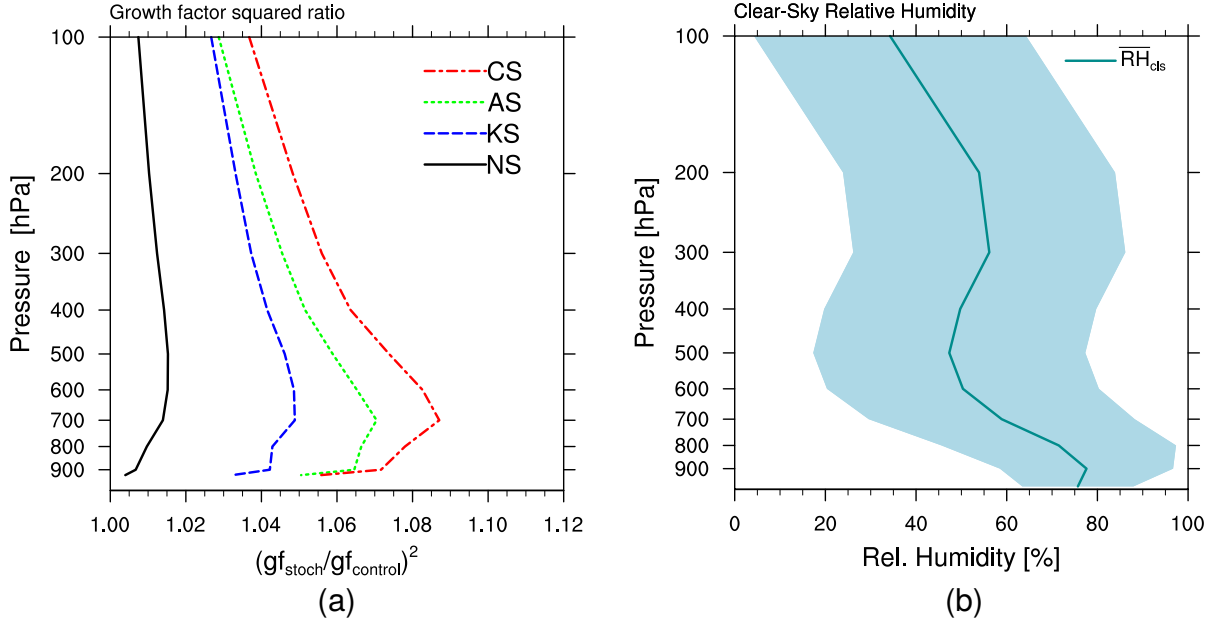 Growth factor squared ratio
100
200
300
400
500
600
700
800
900
Pressure [hPa]
CS
AS
KS
NS
1.00 1.02 1.04 1.06 1.08 1.10 1.12
(gf_stoch/gf_control)²
(a)
Clear-Sky Relative Humidity
100
200
300
400
500
600
700
800
900
Pressure [hPa]
R̅H̅_cls
0 20 40 60 80 100
Rel. Humidity [%]
(b)